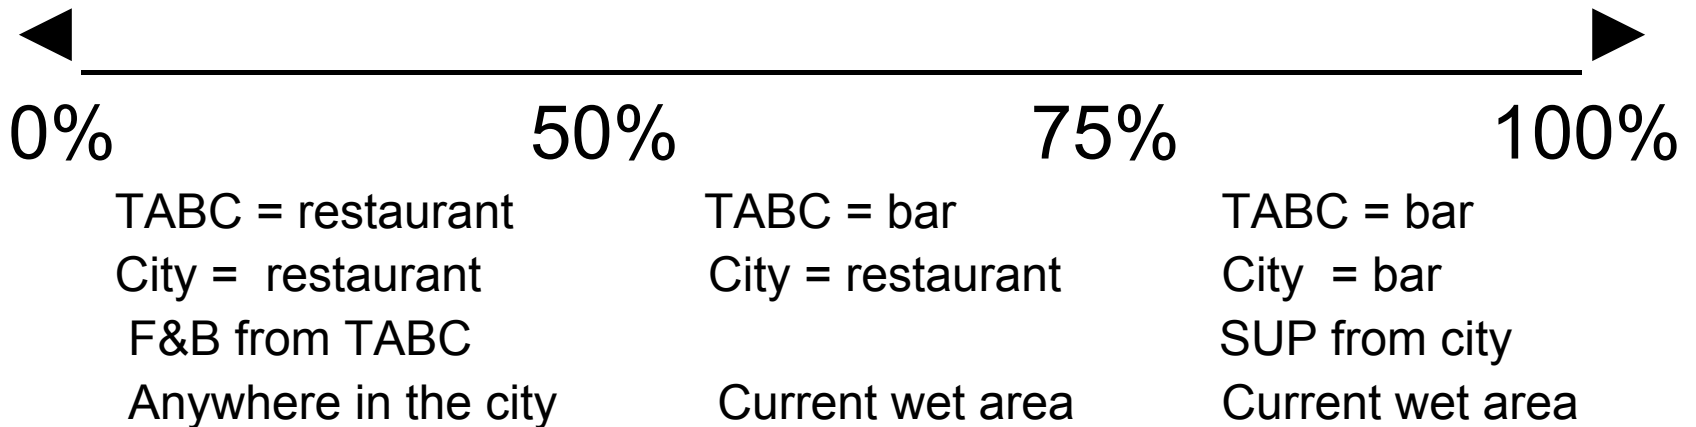 0% 50% 75% 100%
TABC = restaurant TABC = bar TABC = bar
City = restaurant City = restaurant City = bar
F&B from TABC SUP from city
Anywhere in the city Current wet area Current wet area